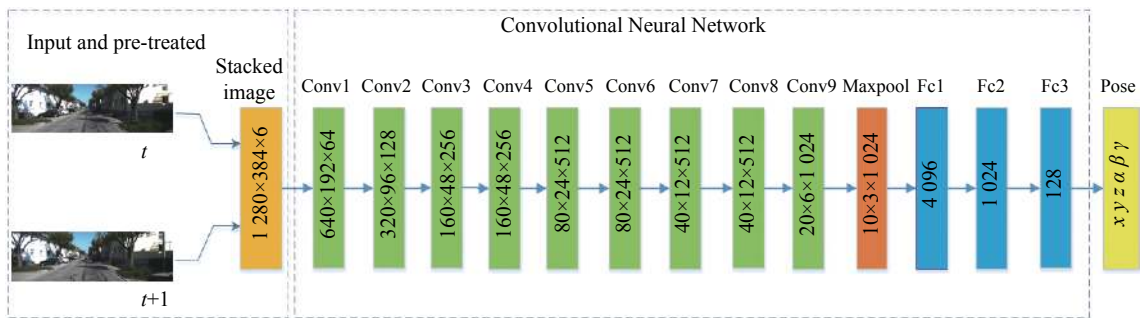 Convolutional Neural Network
Input and pre-treated
t
t+1
Stacked
image
1 280×384×6
Conv1
640×192×64
Conv2
320×96×128
Conv3
160×48×256
Conv4
160×48×256
Conv5
80×24×512
Conv6
80×24×512
Conv7
40×12×512
Conv8
40×12×512
Conv9
20×6×1 024
Maxpool
10×3×1 024
Fc1
4 096
Fc2
1 024
Fc3
128
Pose
x y z α β γ